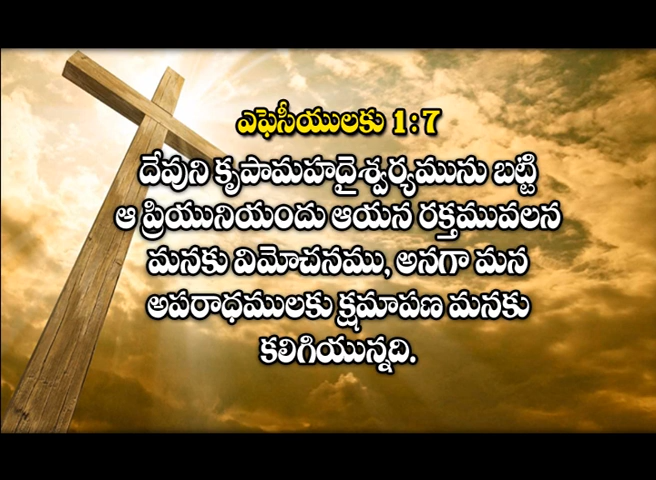 ఎఫెసీయులకు 1:7
దేవుని కృపామహదైశ్వర్యమును బట్టి
ఆ ప్రియునియందు ఆయన రక్తమువలన
మనకు విమోచనము, అనగా మన
అపరాధములకు క్షమాపణ మనకు
కలిగియున్నది.